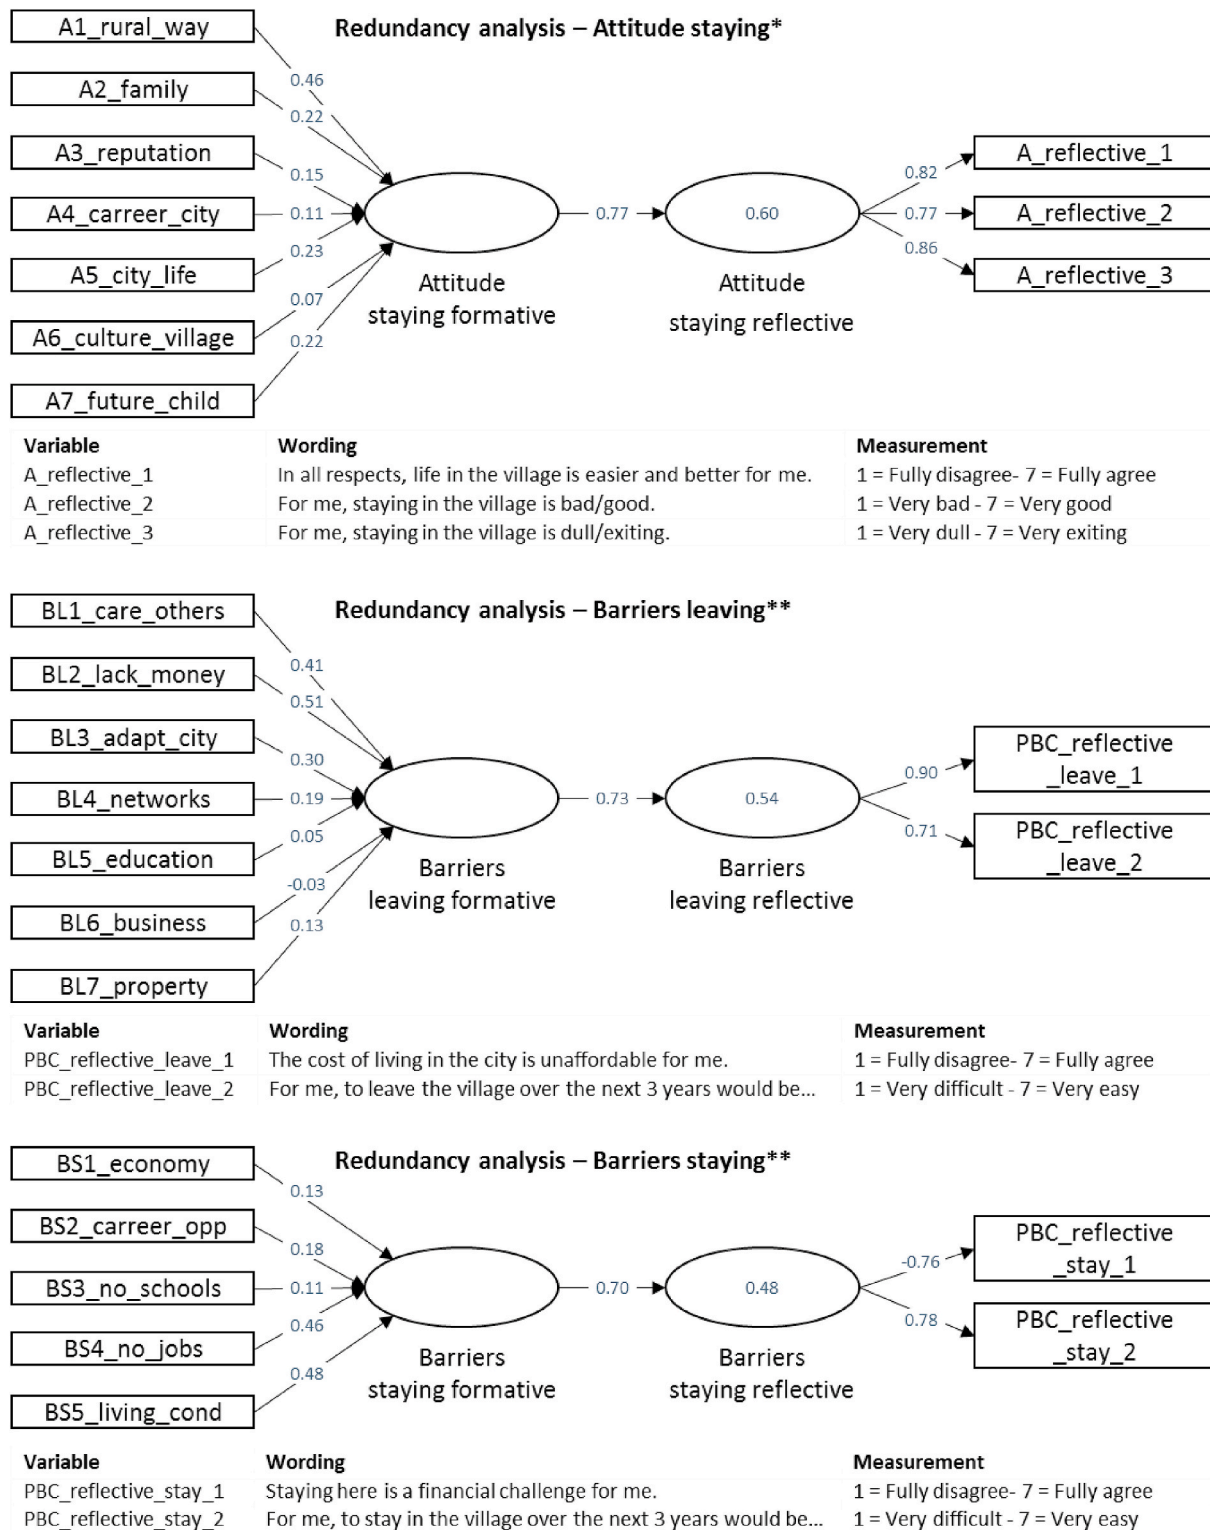 Redundancy analysis – Attitude staying*
A1_rural_way
A2_family
A3_reputation
A4_carreer_city
A5_city_life
A6_culture_village
A7_future_child
0.46
0.22
0.15
0.11
0.23
0.07
0.22
Attitude
staying formative
0.77
0.60
Attitude
staying reflective
0.82
0.77
0.86
A_reflective_1
A_reflective_2
A_reflective_3
Variable Wording Measurement
A_reflective_1 In all respects, life in the village is easier and better for me. 1 = Fully disagree- 7 = Fully agree
A_reflective_2 For me, staying in the village is bad/good. 1 = Very bad - 7 = Very good
A_reflective_3 For me, staying in the village is dull/exiting. 1 = Very dull - 7 = Very exiting
Redundancy analysis – Barriers leaving**
BL1_care_others
BL2_lack_money
BL3_adapt_city
BL4_networks
BL5_education
BL6_business
BL7_property
0.41
0.51
0.30
0.19
0.05
-0.03
0.13
Barriers
leaving formative
0.73
0.54
Barriers
leaving reflective
0.90
0.71
PBC_reflective
_leave_1
PBC_reflective
_leave_2
Variable Wording Measurement
PBC_reflective_leave_1 The cost of living in the city is unaffordable for me. 1 = Fully disagree- 7 = Fully agree
PBC_reflective_leave_2 For me, to leave the village over the next 3 years would be... 1 = Very difficult - 7 = Very easy
Redundancy analysis – Barriers staying**
BS1_economy
BS2_carreer_opp
BS3_no_schools
BS4_no_jobs
BS5_living_cond
0.13
0.18
0.11
0.46
0.48
Barriers
staying formative
0.70
0.48
Barriers
staying reflective
-0.76
0.78
PBC_reflective
_stay_1
PBC_reflective
_stay_2
Variable Wording Measurement
PBC_reflective_stay_1 Staying here is a financial challenge for me. 1 = Fully disagree- 7 = Fully agree
PBC_reflective_stay_2 For me, to stay in the village over the next 3 years would be... 1 = Very difficult - 7 = Very easy